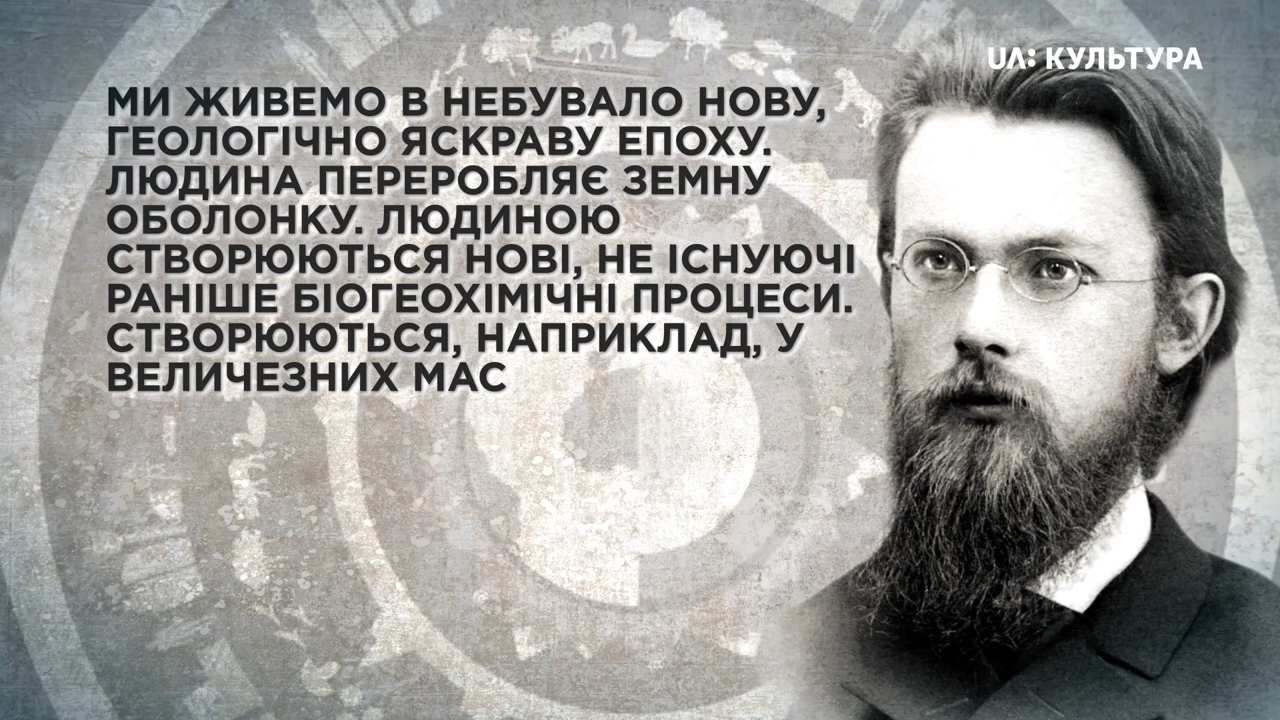 UA: КУЛЬТУРА
МИ ЖИВЕМО В НЕБУВАЛО НОВУ,
ГЕОЛОГІЧНО ЯСКРАВУ ЕПОХУ.
ЛЮДИНА ПЕРЕРОБЛЯЄ ЗЕМНУ
ОБОЛОНКУ. ЛЮДИНОЮ
СТВОРЮЮТЬСЯ НОВІ, НЕ ІСНУЮЧІ
РАНІШЕ БІОГЕОХІМІЧНІ ПРОЦЕСИ.
СТВОРЮЮТЬСЯ, НАПРИКЛАД, У
ВЕЛИЧЕЗНИХ МАС